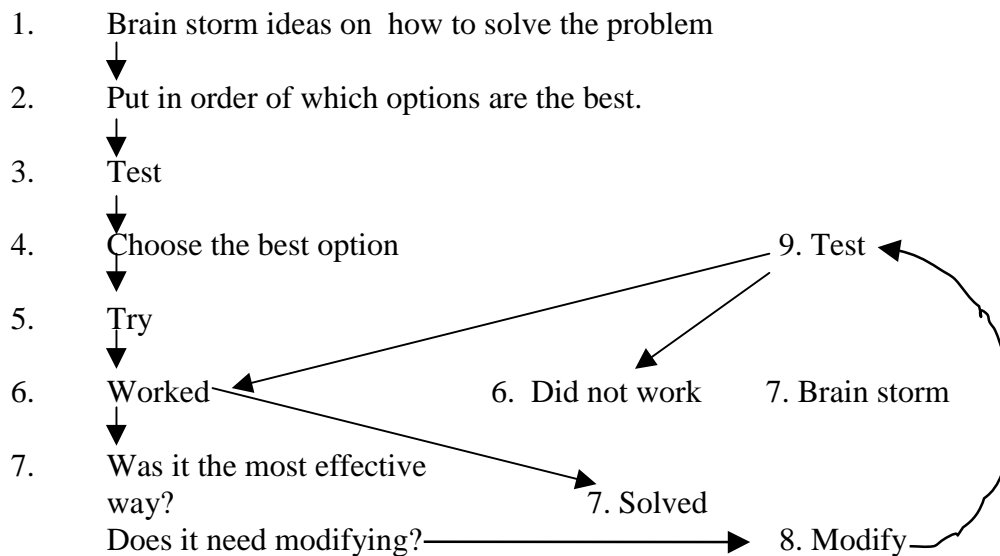 1. Brain storm ideas on how to solve the problem
2. Put in order of which options are the best.
3. Test
4. Choose the best option 9. Test
5. Try
6. Worked 6. Did not work 7. Brain storm
7. Was it the most effective
way? 7. Solved
Does it need modifying? 8. Modify